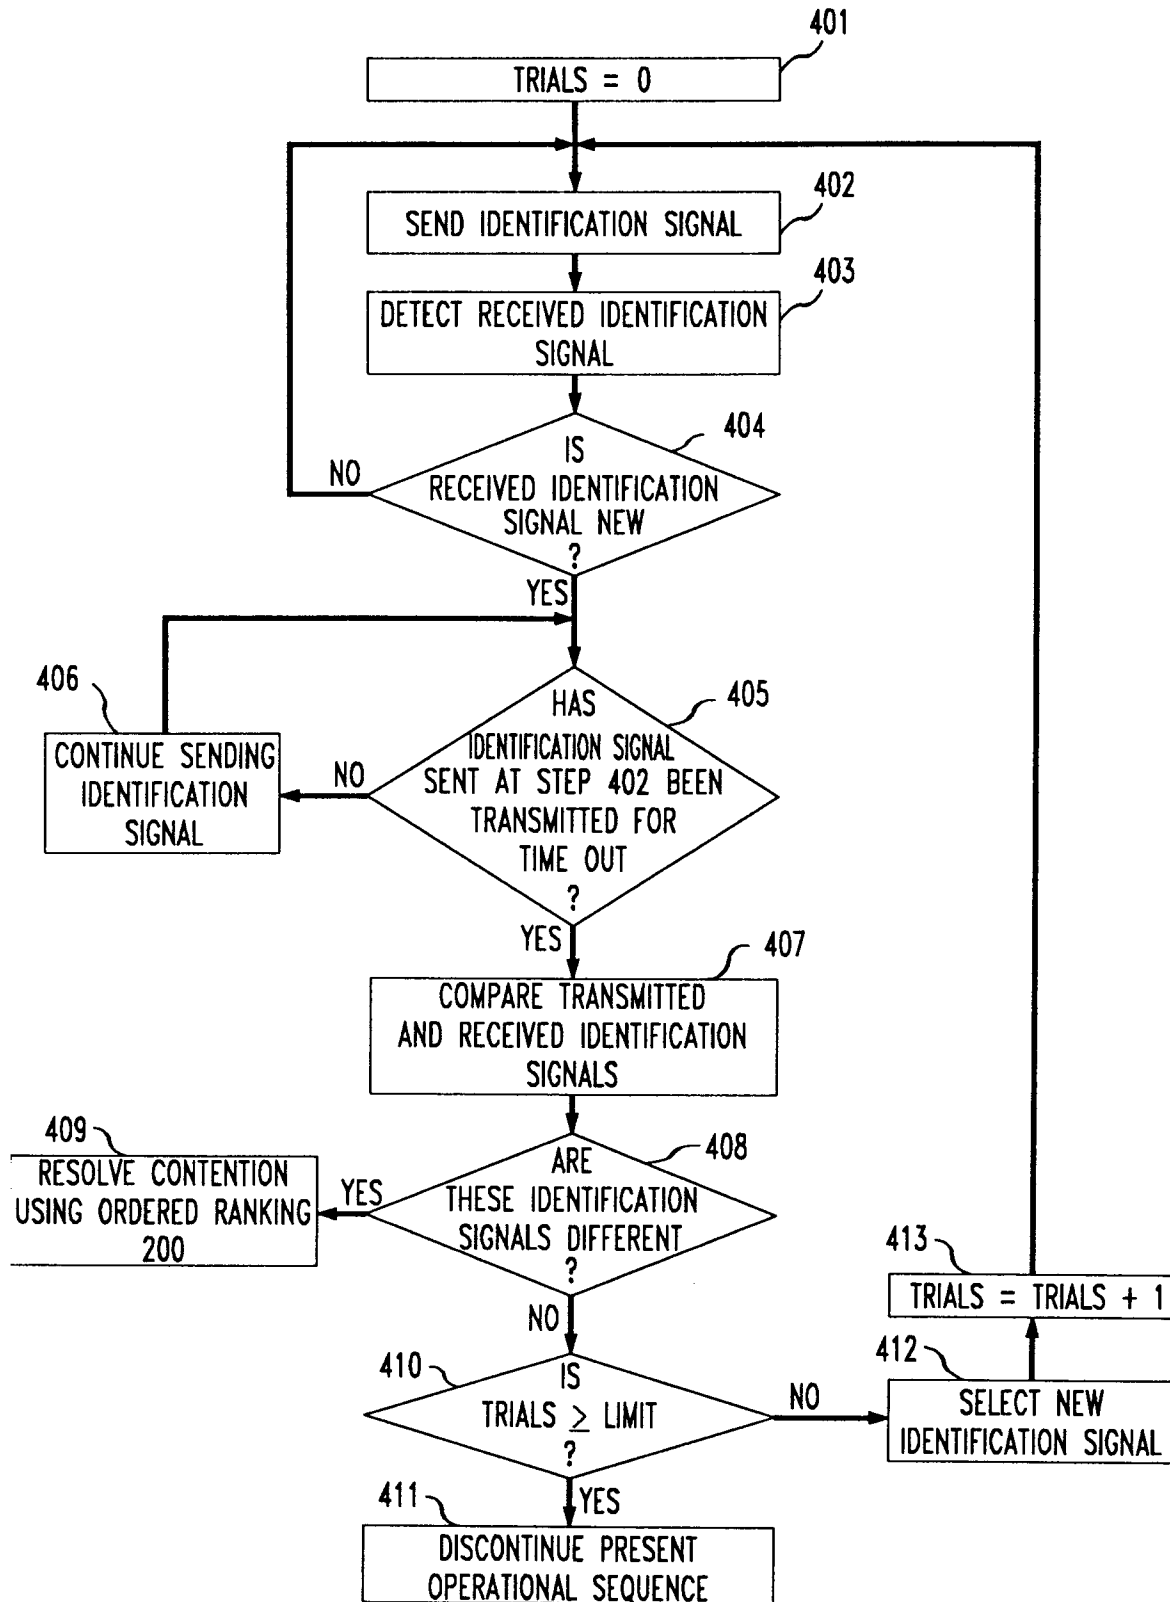 401
TRIALS = 0
402
SEND IDENTIFICATION SIGNAL
403
DETECT RECEIVED IDENTIFICATION
SIGNAL
404
IS
RECEIVED IDENTIFICATION
SIGNAL NEW
?
NO
YES
405
HAS
IDENTIFICATION SIGNAL
SENT AT STEP 402 BEEN
TRANSMITTED FOR
TIME OUT
?
NO
406
CONTINUE SENDING
IDENTIFICATION
SIGNAL
YES
407
COMPARE TRANSMITTED
AND RECEIVED IDENTIFICATION
SIGNALS
408
ARE
THESE IDENTIFICATION
SIGNALS DIFFERENT
?
YES
409
RESOLVE CONTENTION
USING ORDERED RANKING
200
NO
410
IS
TRIALS ≥ LIMIT
?
NO
412
SELECT NEW
IDENTIFICATION SIGNAL
413
TRIALS = TRIALS + 1
YES
411
DISCONTINUE PRESENT
OPERATIONAL SEQUENCE